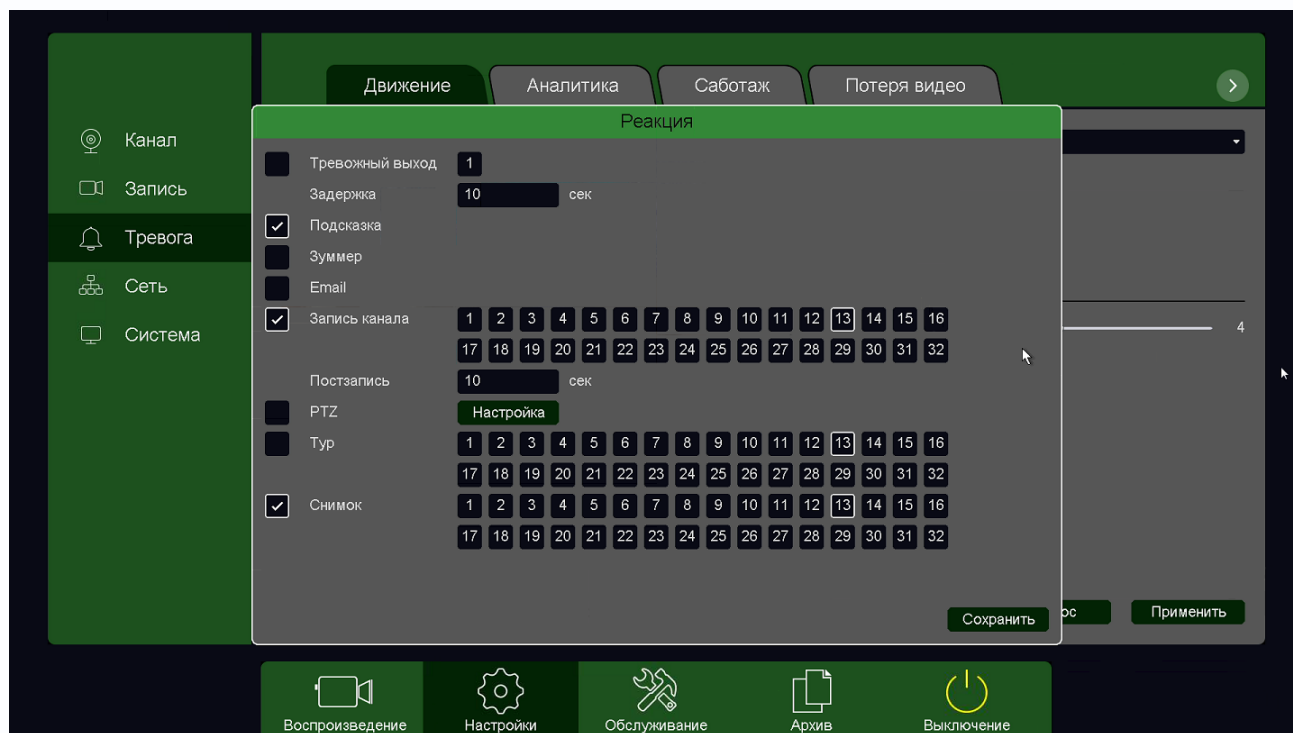 Движение Аналитика Саботаж Потеря видео
Реакция
Канал
Запись
Тревога
Сеть
Система
Тревожный выход 1
Задержка 10 сек
Подсказка
Зуммер
Email
Запись канала 1 2 3 4 5 6 7 8 9 10 11 12 13 14 15 16
17 18 19 20 21 22 23 24 25 26 27 28 29 30 31 32
Постзапись 10 сек
PTZ Настройка
Тур 1 2 3 4 5 6 7 8 9 10 11 12 13 14 15 16
17 18 19 20 21 22 23 24 25 26 27 28 29 30 31 32
Снимок 1 2 3 4 5 6 7 8 9 10 11 12 13 14 15 16
17 18 19 20 21 22 23 24 25 26 27 28 29 30 31 32
Сохранить
4
ос Применить
Воспроизведение Настройки Обслуживание Архив Выключение